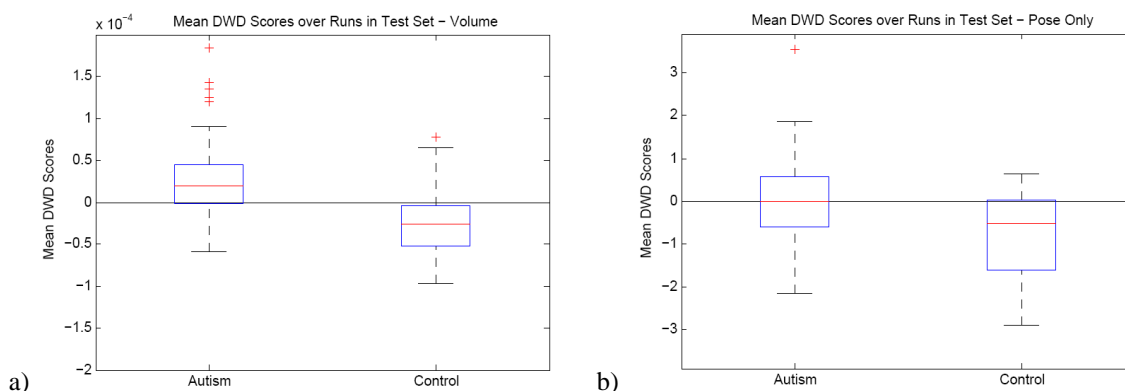 Mean DWD Scores over Runs in Test Set − Volume
x 10⁻⁴
1.5
1
0.5
0
−0.5
−1
−1.5
−2
Mean DWD Scores
Autism
Control
a)
Mean DWD Scores over Runs in Test Set − Pose Only
3
2
1
0
−1
−2
−3
Mean DWD Scores
Autism
Control
b)